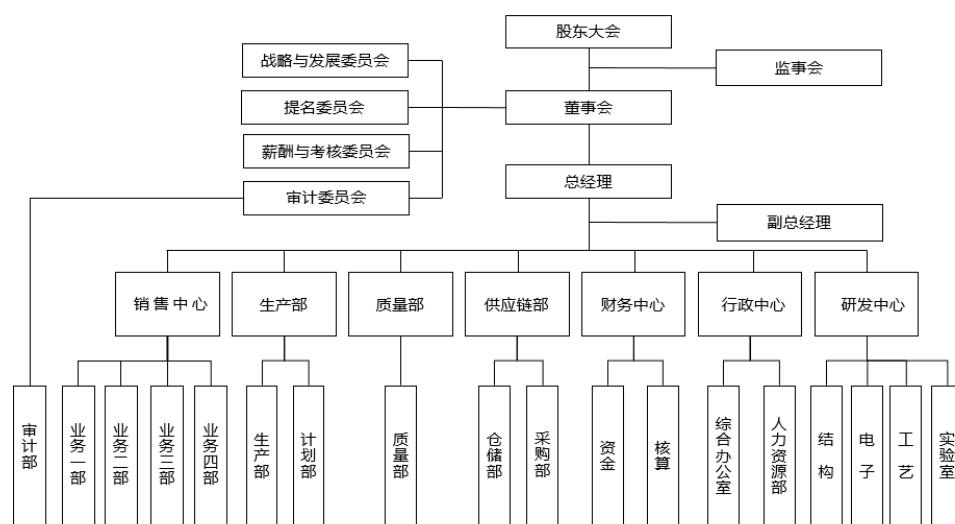 股东大会
战略与发展委员会
监事会
提名委员会
董事会
薪酬与考核委员会
总经理
审计委员会
副总经理
销售中心
生产部
质量部
供应链部
财务中心
行政中心
研发中心
审计部
业务一部
业务二部
业务三部
业务四部
生产部
计划部
质量部
仓储部
采购部
资金
核算
综合办公室
人力资源部
结构
电子
工艺
实验室